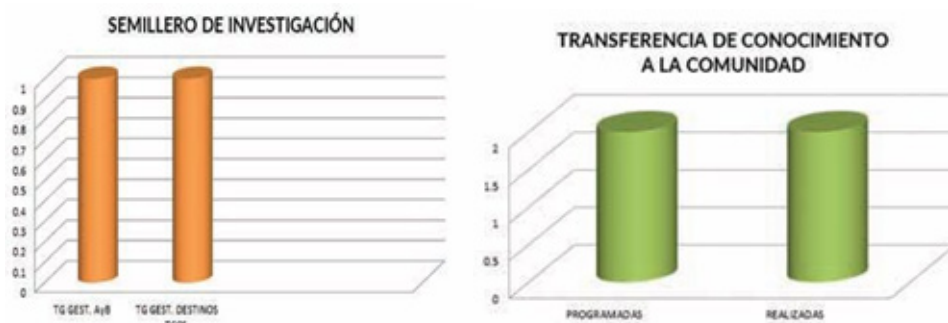 SEMILLERO DE INVESTIGACIÓN
1
0.9
0.8
0.7
0.6
0.5
0.4
0.3
0.2
0.1
0
TG GEST. AyB
TG GEST. DESTINOS
TRANSFERENCIA DE CONOCIMIENTO
A LA COMUNIDAD
2
1.5
1
0.5
0
PROGRAMADAS
REALIZADAS